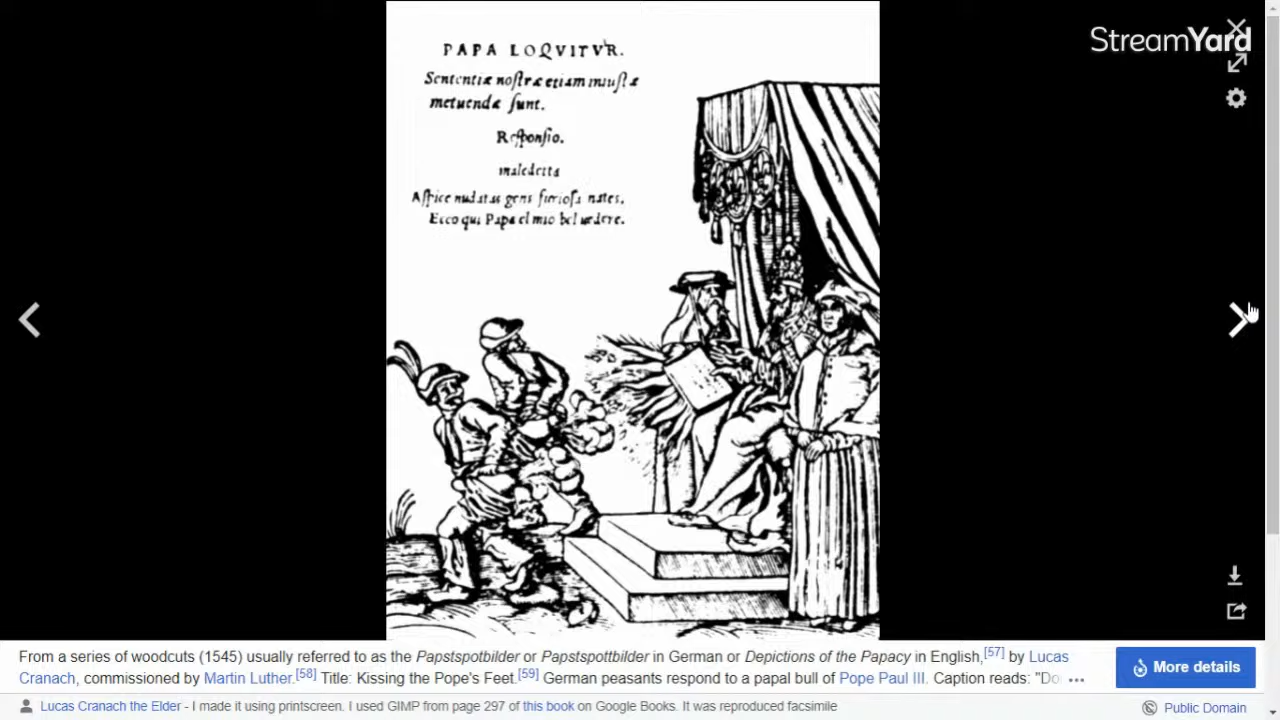 StreamYard
PAPA LOQVITVR.
Sententiæ noſtræ etiam iniuſtæ
metuendæ ſunt.
Reſponſio.
maledetta
Aſpice nudatas gens furioſa nates.
Ecco qui Papa el mio bel uedere.
From a series of woodcuts (1545) usually referred to as the Papstspotbilder or Papstspottbilder in German or Depictions of the Papacy in English,[57] by Lucas
Cranach, commissioned by Martin Luther.[58] Title: Kissing the Pope's Feet.[59] German peasants respond to a papal bull of Pope Paul III. Caption reads: "Do
More details
Lucas Cranach the Elder - I made it using printscreen. I used GIMP from page 297 of this book on Google Books. It was reproduced facsimile
Public Domain